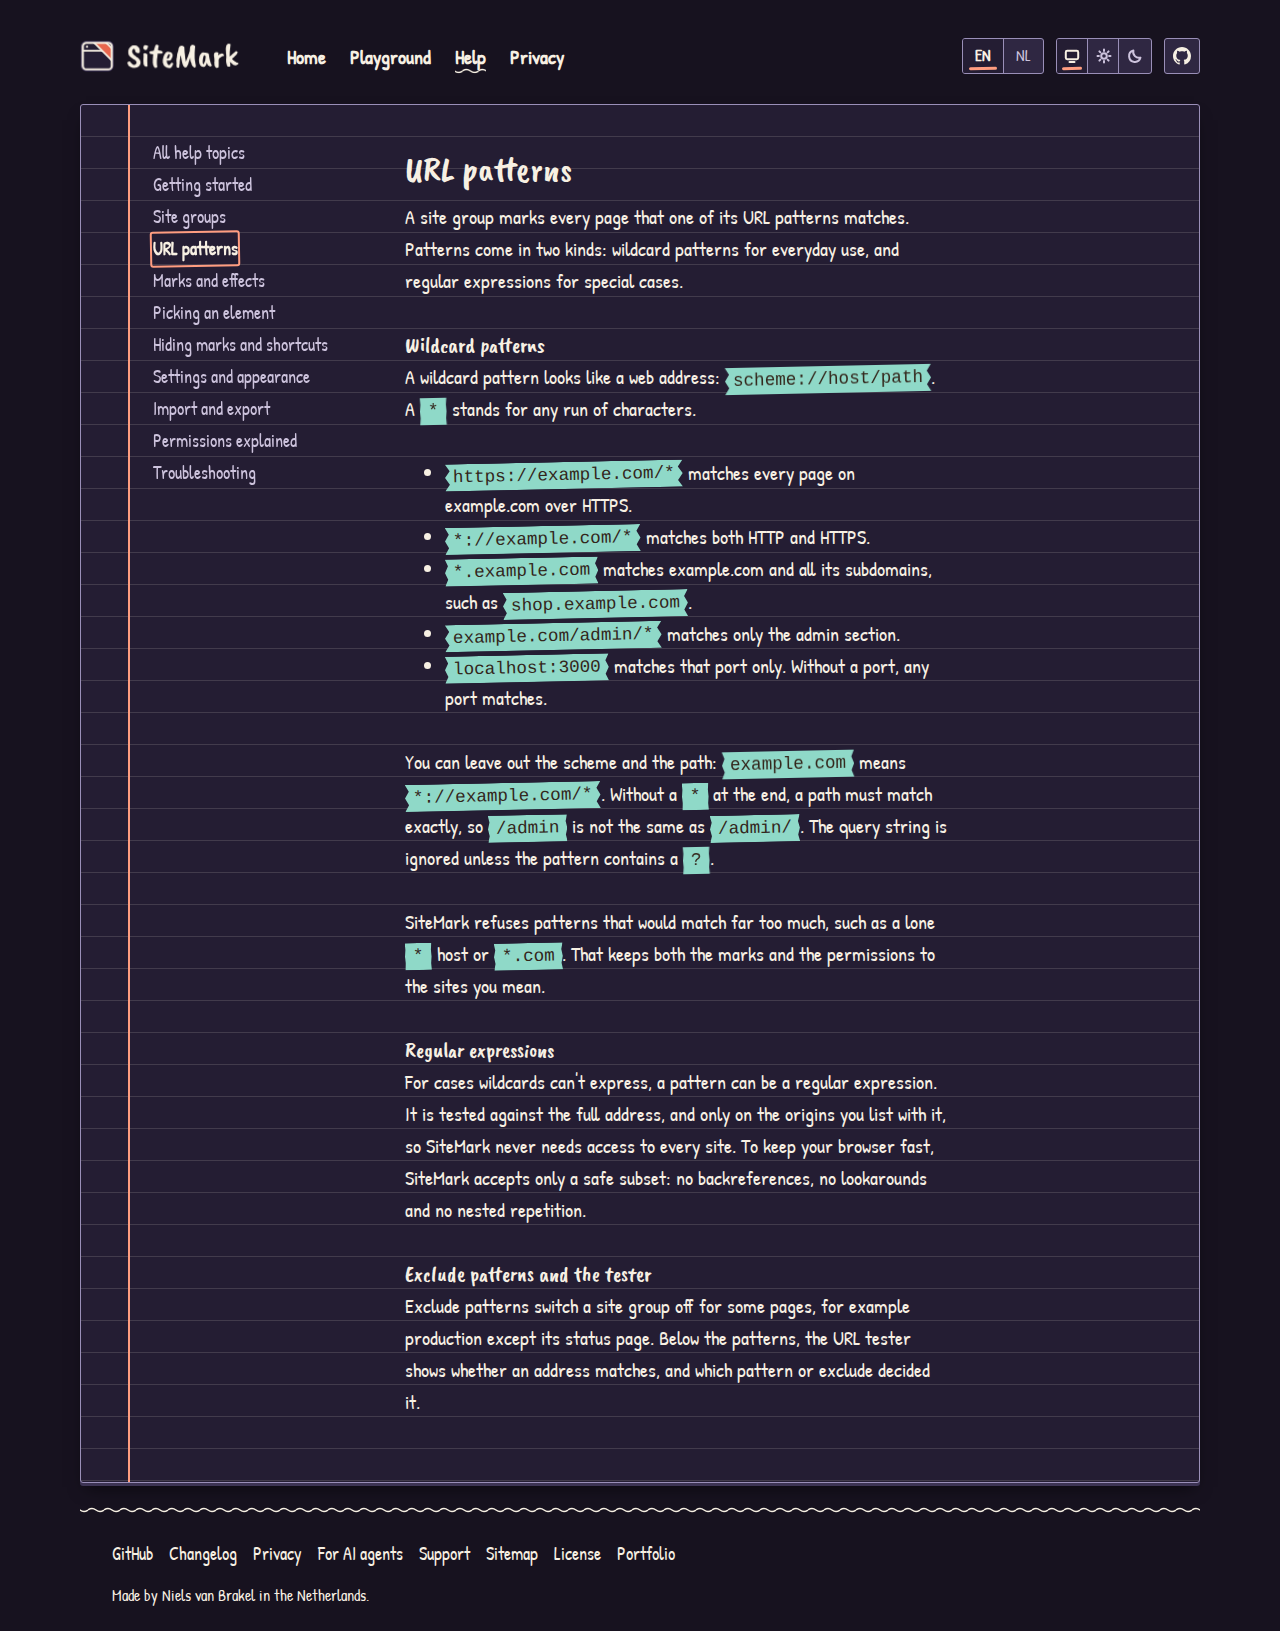 SiteMark
Home Playground Help Privacy
EN NL
All help topics
Getting started
Site groups
URL patterns
Marks and effects
Picking an element
Hiding marks and shortcuts
Settings and appearance
Import and export
Permissions explained
Troubleshooting
URL patterns
A site group marks every page that one of its URL patterns matches.
Patterns come in two kinds: wildcard patterns for everyday use, and
regular expressions for special cases.
Wildcard patterns
A wildcard pattern looks like a web address: scheme://host/path.
A * stands for any run of characters.
• https://example.com/* matches every page on
example.com over HTTPS.
• *://example.com/* matches both HTTP and HTTPS.
• *.example.com matches example.com and all its subdomains,
such as shop.example.com.
• example.com/admin/* matches only the admin section.
• localhost:3000 matches that port only. Without a port, any
port matches.
You can leave out the scheme and the path: example.com means
*://example.com/*. Without a * at the end, a path must match
exactly, so /admin is not the same as /admin/. The query string is
ignored unless the pattern contains a ?.
SiteMark refuses patterns that would match far too much, such as a lone
* host or *.com. That keeps both the marks and the permissions to
the sites you mean.
Regular expressions
For cases wildcards can't express, a pattern can be a regular expression.
It is tested against the full address, and only on the origins you list with it,
so SiteMark never needs access to every site. To keep your browser fast,
SiteMark accepts only a safe subset: no backreferences, no lookarounds
and no nested repetition.
Exclude patterns and the tester
Exclude patterns switch a site group off for some pages, for example
production except its status page. Below the patterns, the URL tester
shows whether an address matches, and which pattern or exclude decided
it.
GitHub Changelog Privacy For AI agents Support Sitemap License Portfolio
Made by Niels van Brakel in the Netherlands.